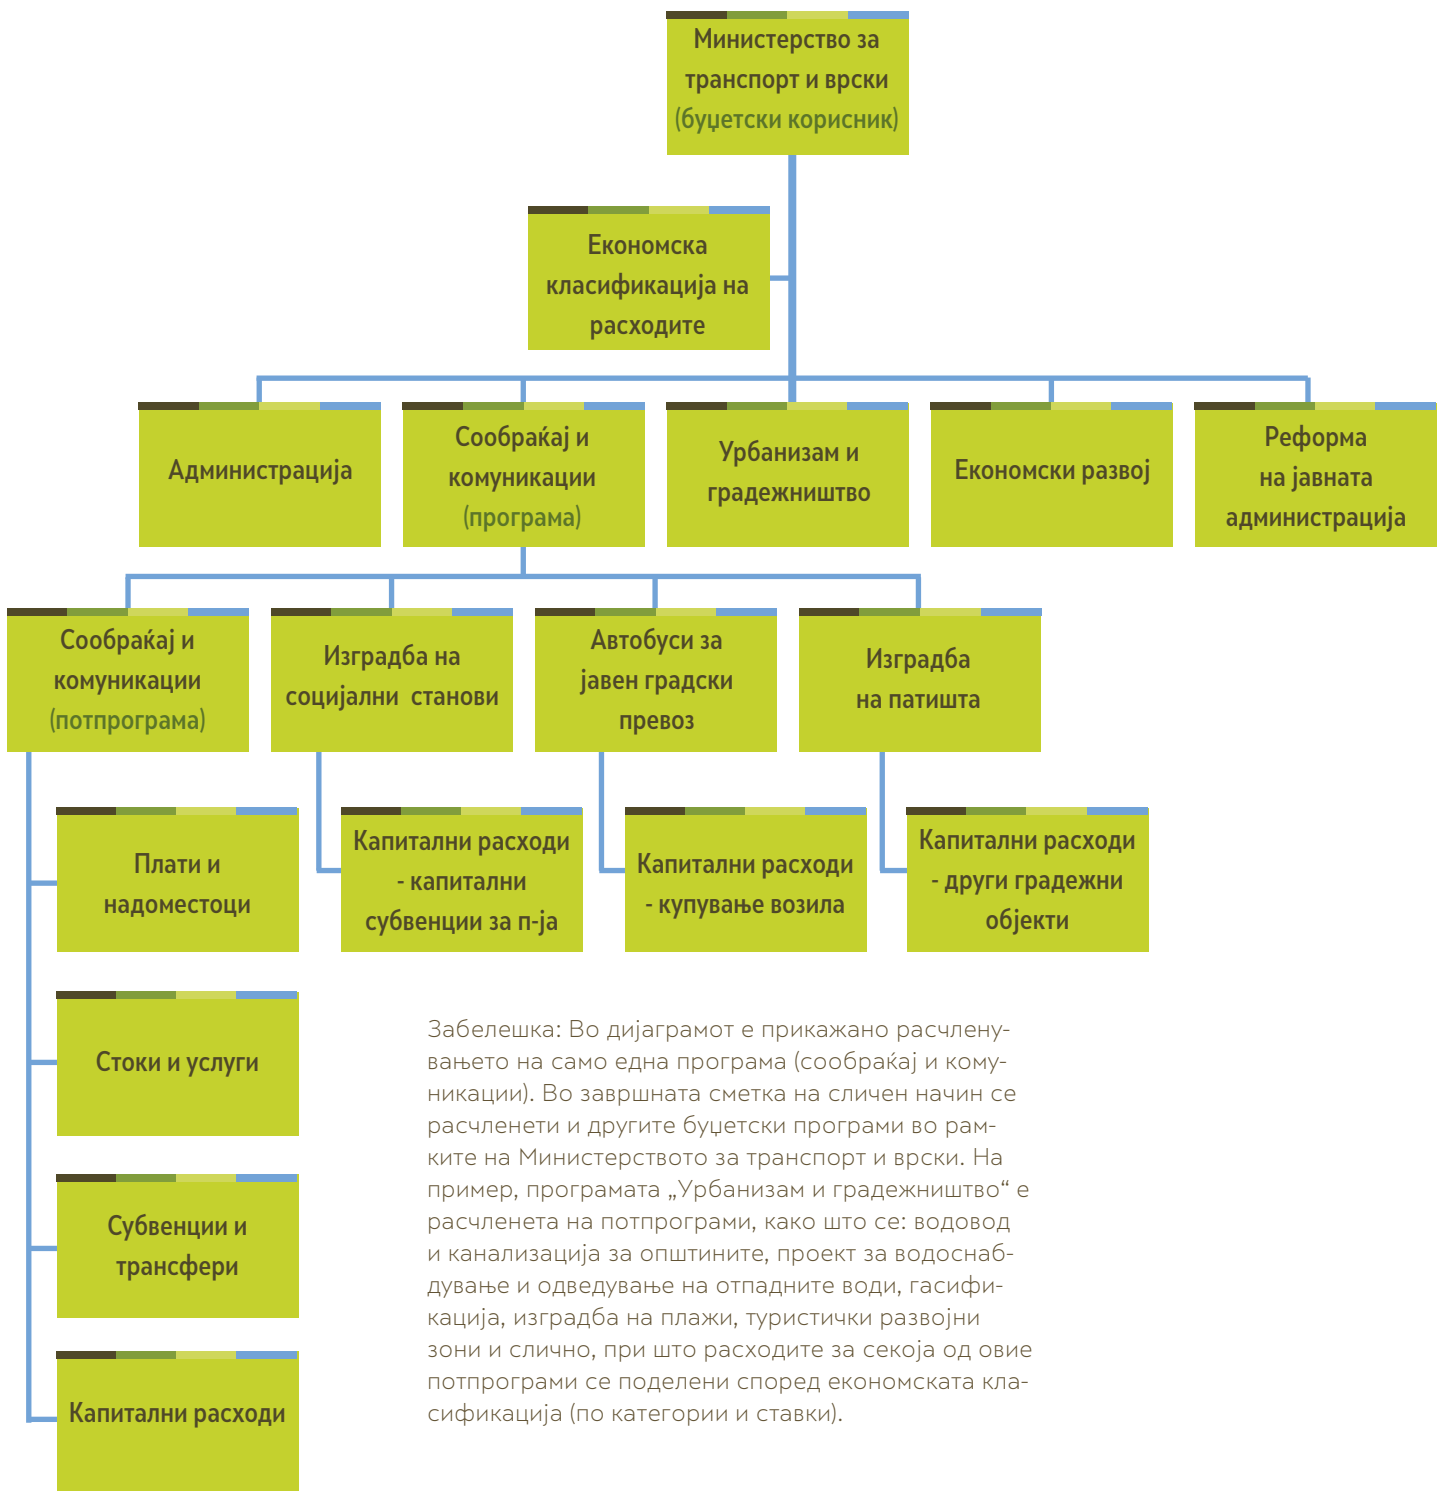 Министерство за
транспорт и врски
(буџетски корисник)
Економска
класификација на
расходите
Администрација
Сообраќај и
комуникации
(програма)
Урбанизам и
градежништво
Економски развој
Реформа
на јавната
администрација
Сообраќај и
комуникации
(потпрограма)
Изградба на
социјални станови
Автобуси за
јавен градски
превоз
Изградба
на патишта
Плати и
надоместоци
Капитални расходи
- капитални
субвенции за п-ја
Капитални расходи
- купување возила
Капитални расходи
- други градежни
објекти
Стоки и услуги
Субвенции и
трансфери
Капитални расходи
Забелешка: Во дијаграмот е прикажано расчлену-
вањето на само една програма (сообраќај и кому-
никации). Во завршната сметка на сличен начин се
расчленети и другите буџетски програми во рам-
ките на Министерството за транспорт и врски. На
пример, програмата „Урбанизам и градежништво“ е
расчленета на потпрограми, како што се: водовод
и канализација за општините, проект за водоснаб-
дување и одведување на отпадните води, гасифи-
кација, изградба на плажи, туристички развојни
зони и слично, при што расходите за секоја од овие
потпрограми се поделени според економската кла-
сификација (по категории и ставки).